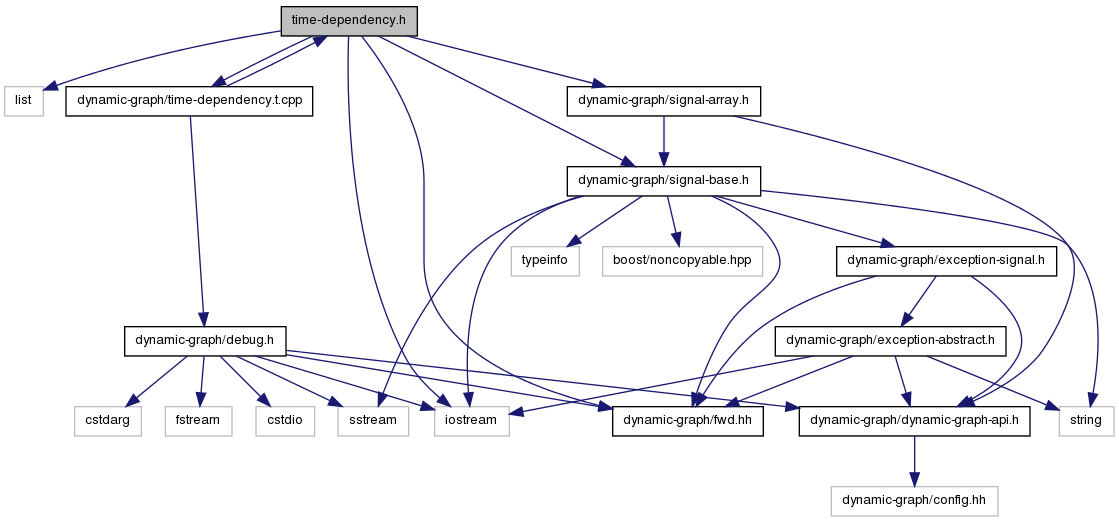 time-dependency.h
list
dynamic-graph/time-dependency.t.cpp
dynamic-graph/signal-array.h
dynamic-graph/signal-base.h
typeinfo
boost/noncopyable.hpp
dynamic-graph/exception-signal.h
dynamic-graph/debug.h
dynamic-graph/exception-abstract.h
cstdarg
fstream
cstdio
sstream
iostream
dynamic-graph/fwd.hh
dynamic-graph/dynamic-graph-api.h
string
dynamic-graph/config.hh